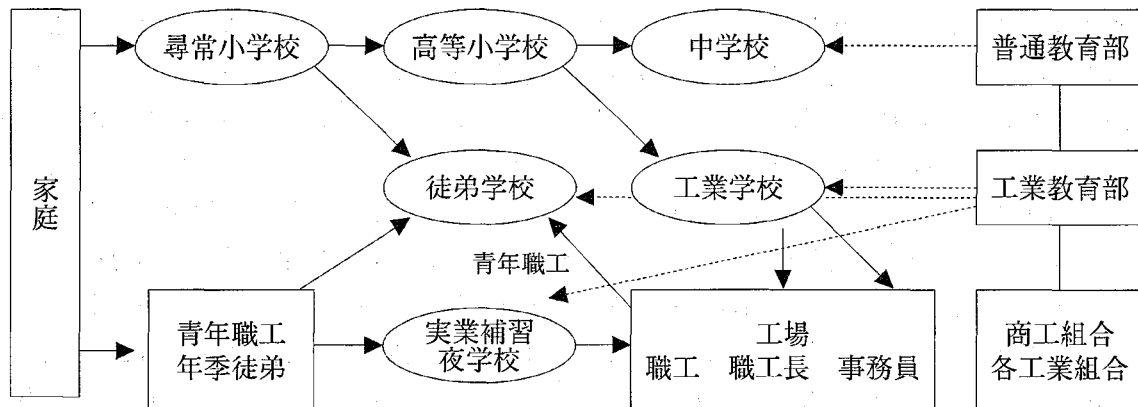 尋常小学校
高等小学校
中学校
普通教育部
家庭
徒弟学校
工業学校
工業教育部
青年職工
青年職工
年季徒弟
実業補習
夜学校
工場
職工 職工長 事務員
商工組合
各工業組合